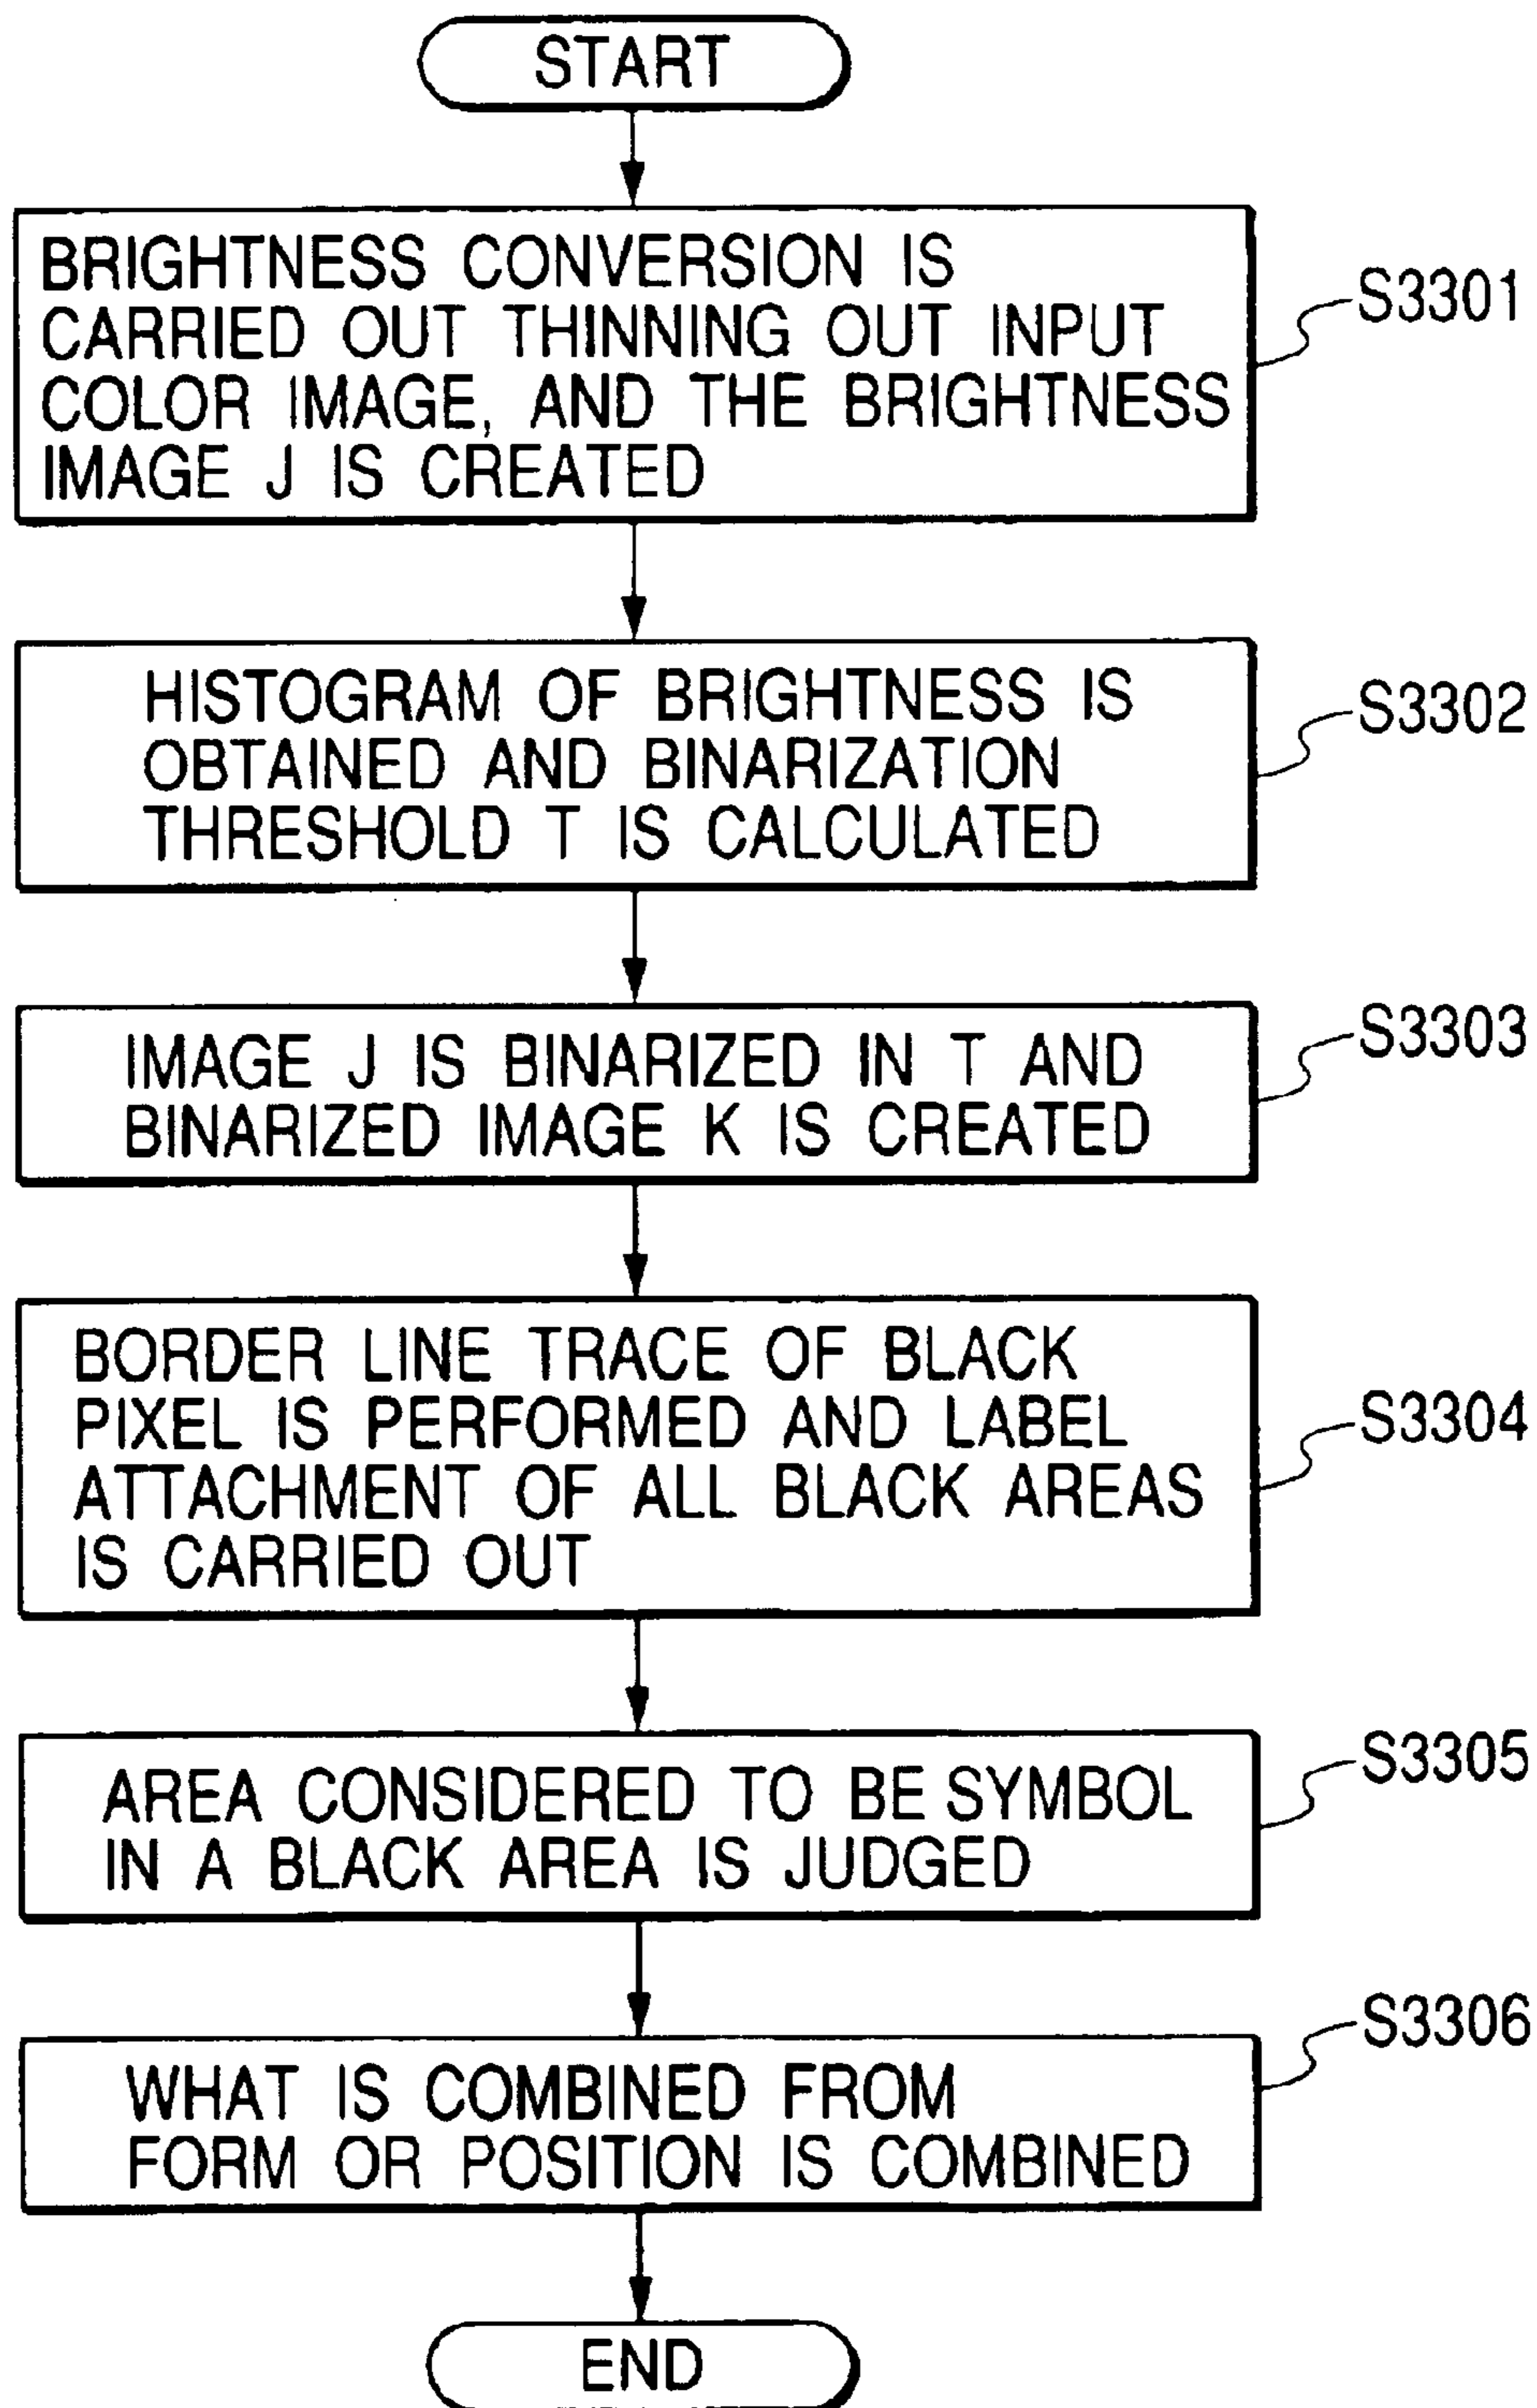 START
BRIGHTNESS CONVERSION IS
CARRIED OUT THINNING OUT INPUT
COLOR IMAGE, AND THE BRIGHTNESS
IMAGE J IS CREATED
S3301
HISTOGRAM OF BRIGHTNESS IS
OBTAINED AND BINARIZATION
THRESHOLD T IS CALCULATED
S3302
IMAGE J IS BINARIZED IN T AND
BINARIZED IMAGE K IS CREATED
S3303
BORDER LINE TRACE OF BLACK
PIXEL IS PERFORMED AND LABEL
ATTACHMENT OF ALL BLACK AREAS
IS CARRIED OUT
S3304
AREA CONSIDERED TO BE SYMBOL
IN A BLACK AREA IS JUDGED
S3305
WHAT IS COMBINED FROM
FORM OR POSITION IS COMBINED
S3306
END